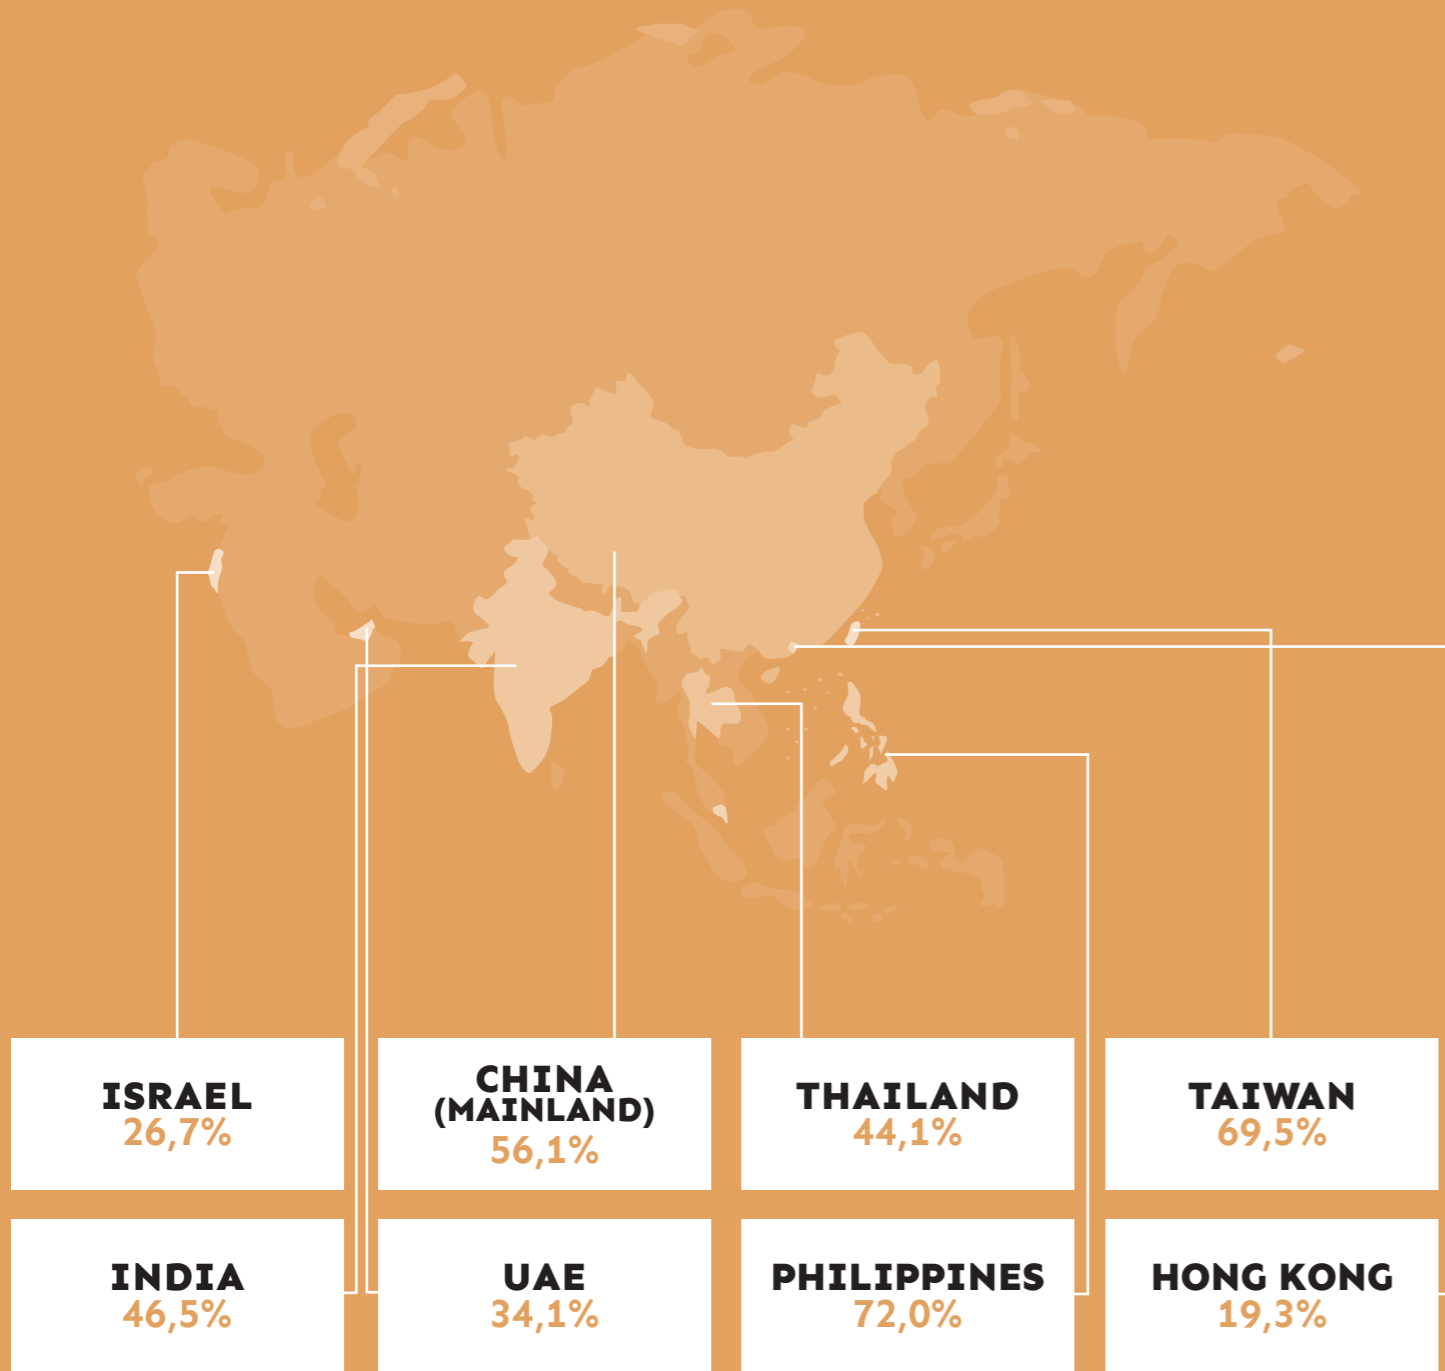 ISRAEL
26,7%
CHINA
(MAINLAND)
56,1%
THAILAND
44,1%
TAIWAN
69,5%
INDIA
46,5%
UAE
34,1%
PHILIPPINES
72,0%
HONG KONG
19,3%